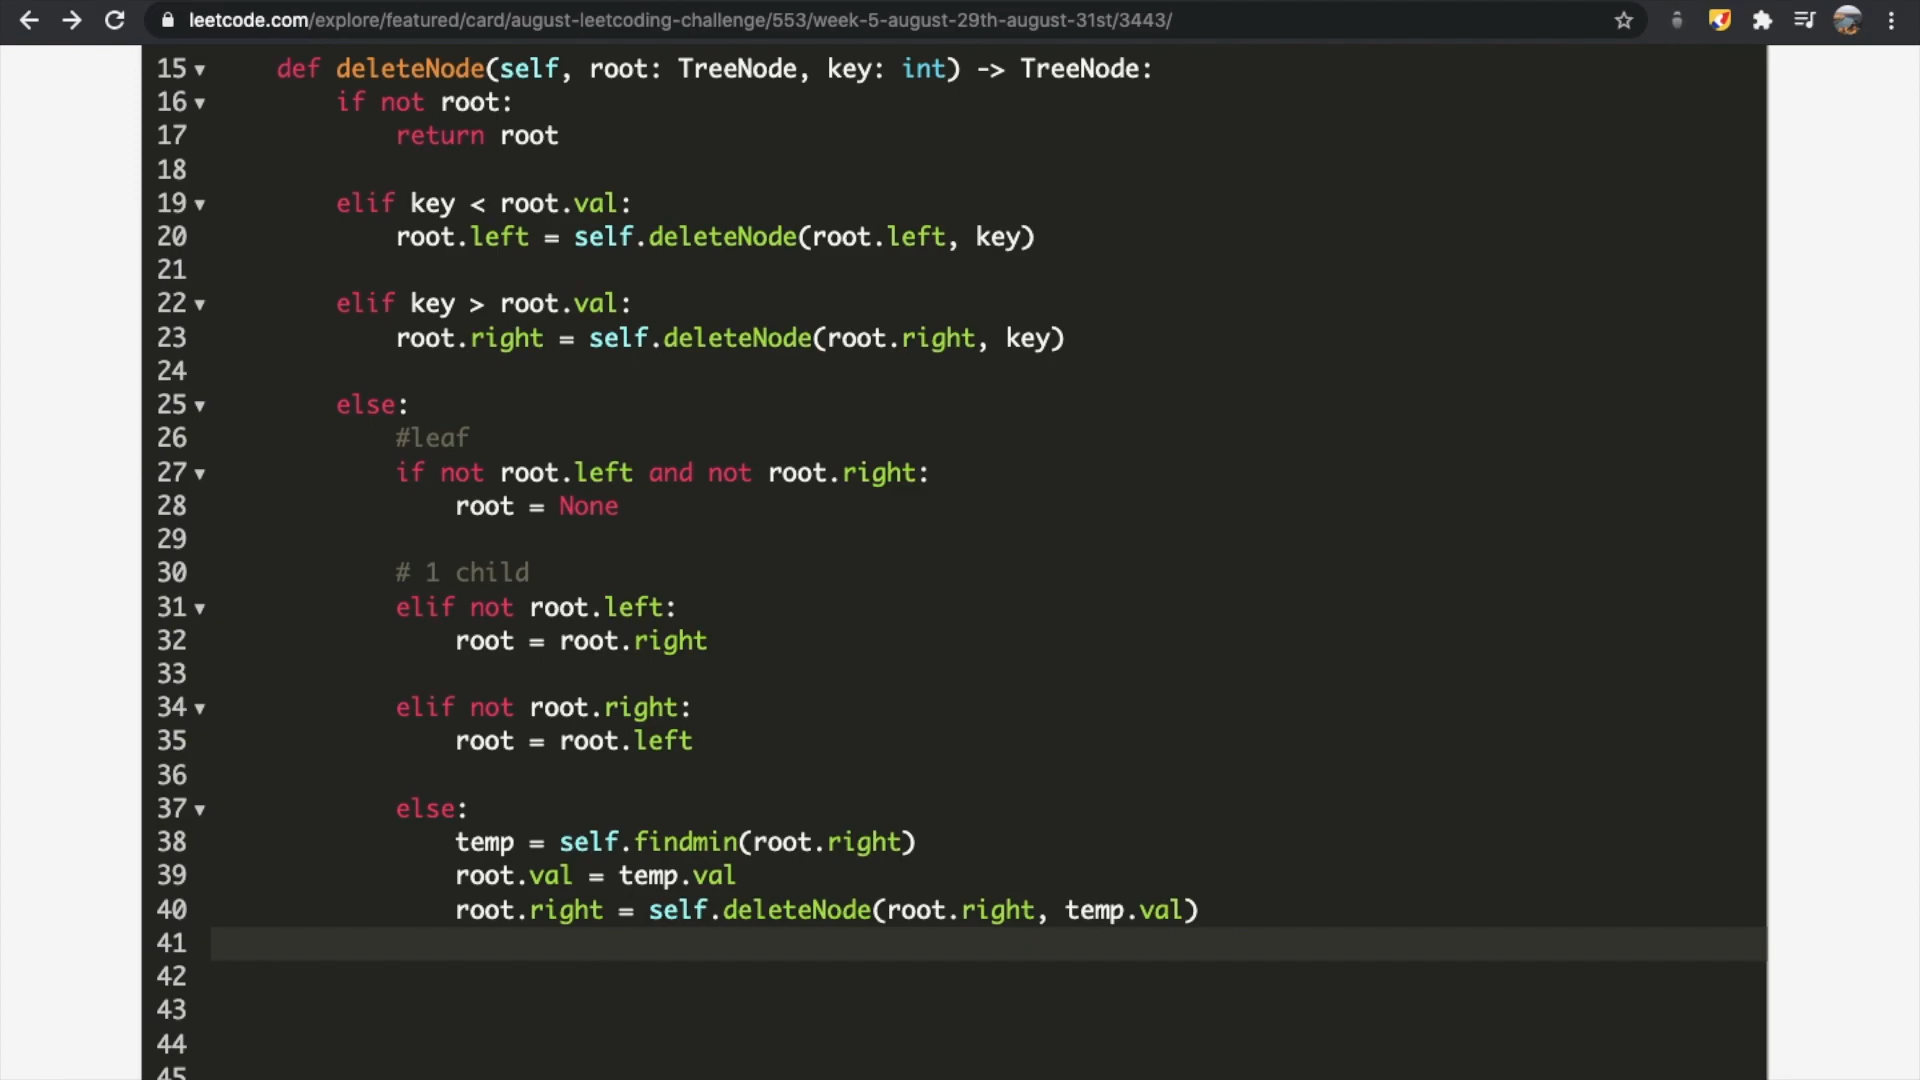 leetcode.com/explore/featured/card/august-leetcoding-challenge/553/week-5-august-29th-august-31st/3443/
15 def deleteNode(self, root: TreeNode, key: int) -> TreeNode:
16 if not root:
17 return root
18
19 elif key < root.val:
20 root.left = self.deleteNode(root.left, key)
21
22 elif key > root.val:
23 root.right = self.deleteNode(root.right, key)
24
25 else:
26 #leaf
27 if not root.left and not root.right:
28 root = None
29
30 # 1 child
31 elif not root.left:
32 root = root.right
33
34 elif not root.right:
35 root = root.left
36
37 else:
38 temp = self.findmin(root.right)
39 root.val = temp.val
40 root.right = self.deleteNode(root.right, temp.val)
41
42
43
44
45